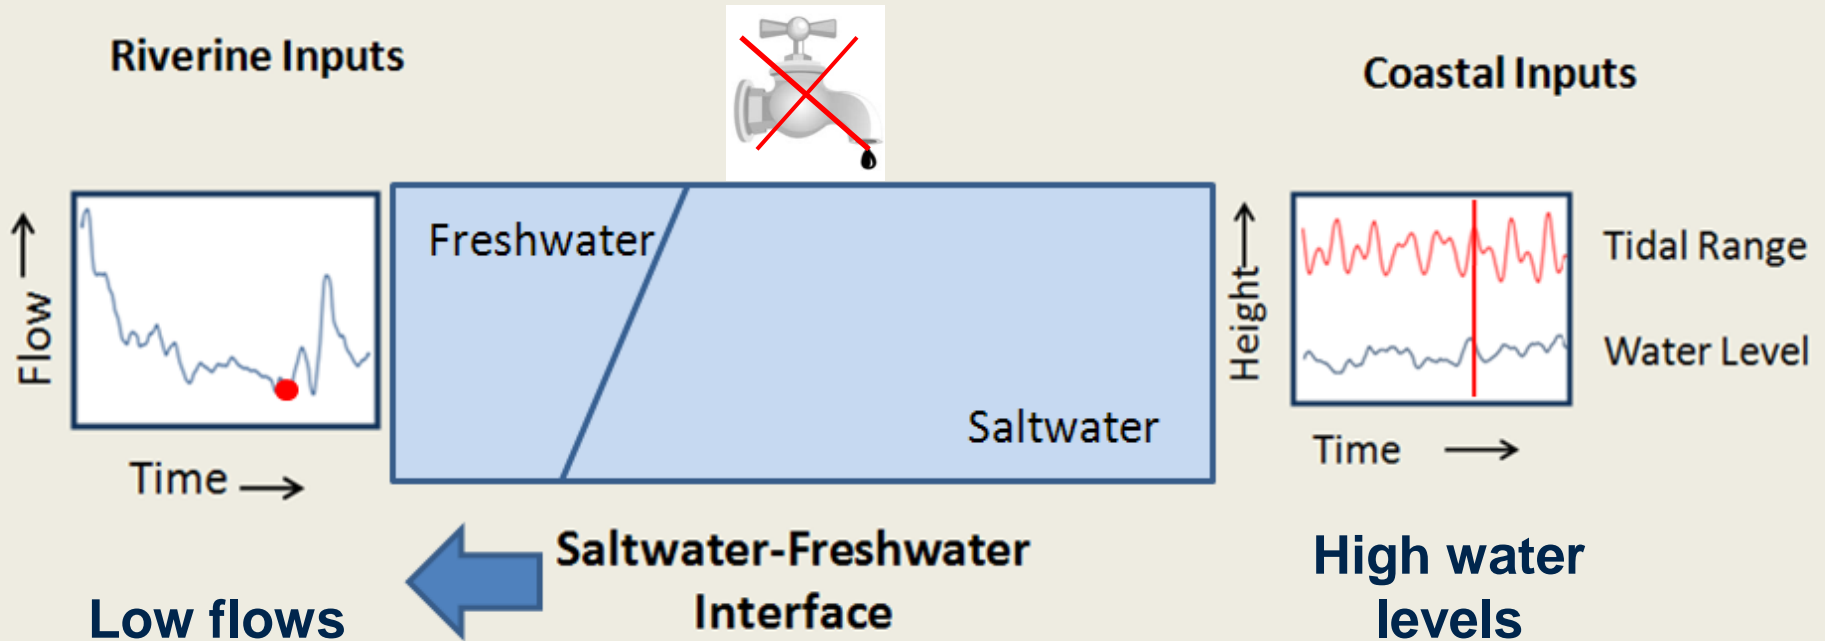 Riverine Inputs
Coastal Inputs
Flow
Time
Freshwater
Saltwater
Height
Tidal Range
Water Level
Time
Saltwater-Freshwater
Interface
Low flows
High water
levels